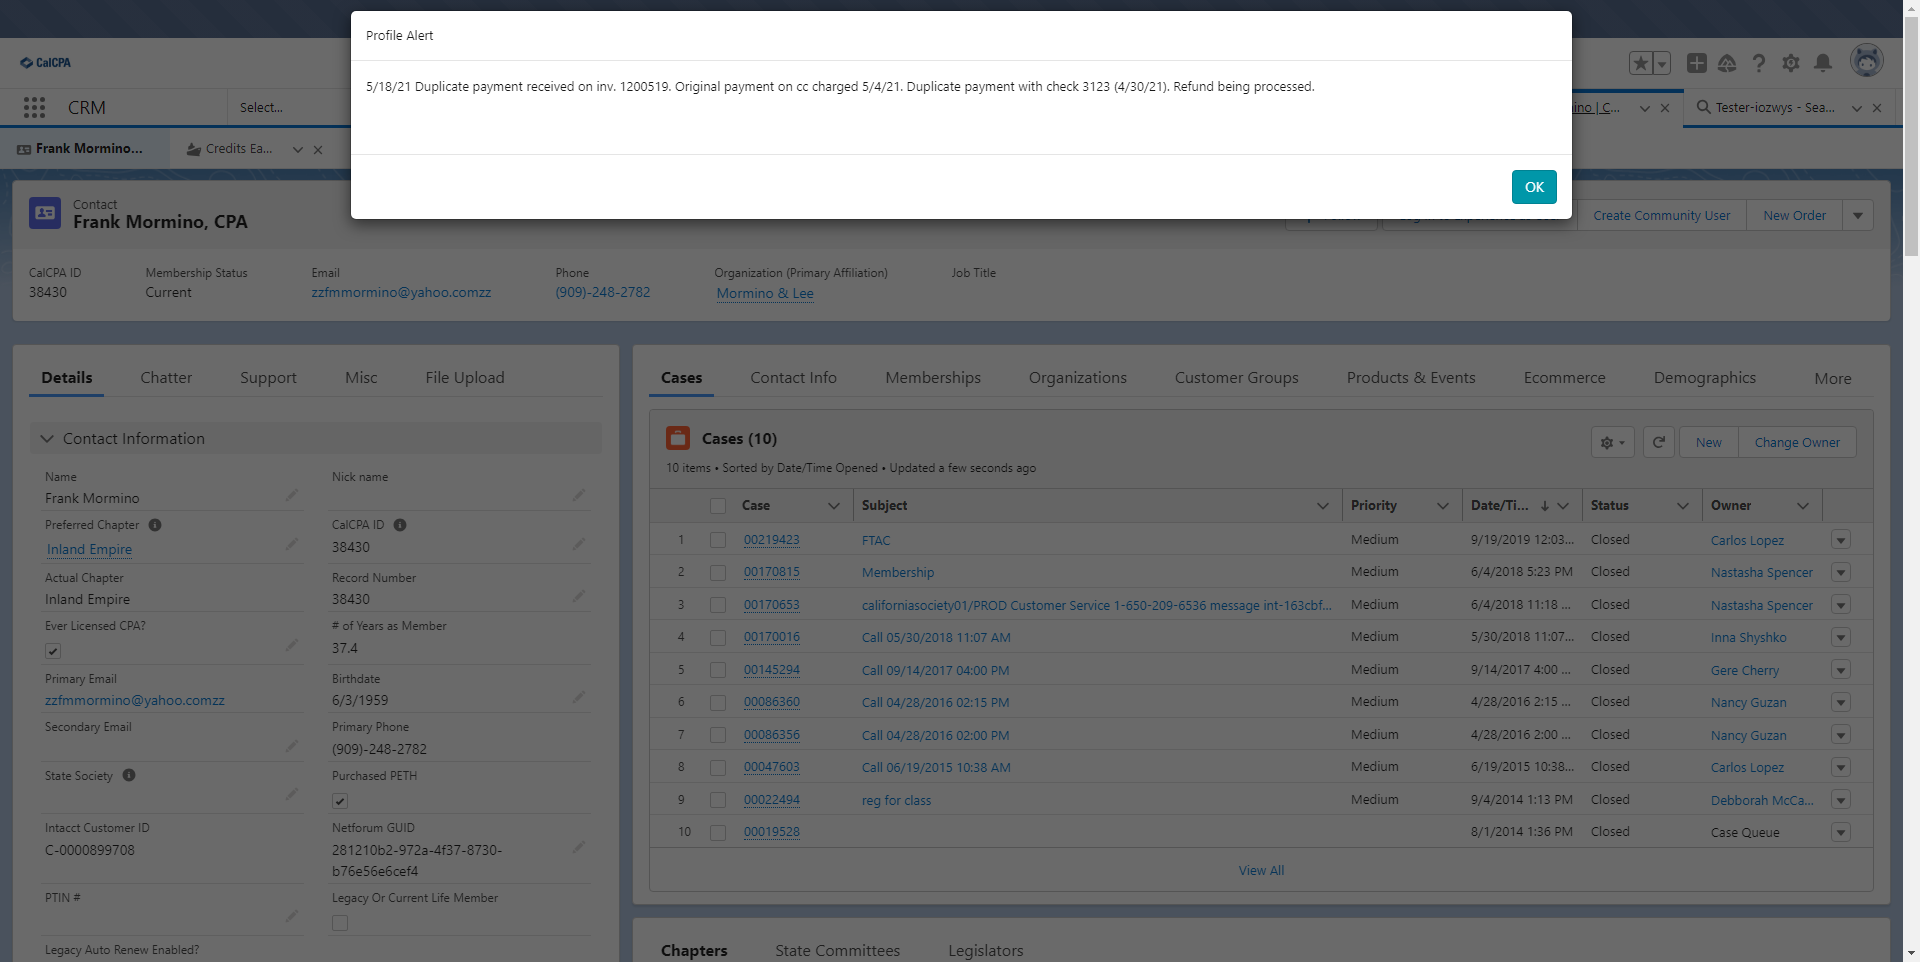 Profile Alert
5/18/21 Duplicate payment received on inv. 1200519. Original payment on cc charged 5/4/21. Duplicate payment with check 3123 (4/30/21). Refund being processed.
OK
CalCPA
CRM
Select...
Tester-iozwys - Sea...
Frank Mormino...
Credits Ea...
Contact
Frank Mormino, CPA
Create Community User
New Order
CalCPA ID
38430
Membership Status
Current
Email
zzfmmormino@yahoo.comzz
Phone
(909)-248-2782
Organization (Primary Affiliation)
Mormino & Lee
Job Title
Details Chatter Support Misc File Upload
Contact Information
Name
Frank Mormino
Nick name
Preferred Chapter
Inland Empire
CalCPA ID
38430
Actual Chapter
Inland Empire
Record Number
38430
Ever Licensed CPA?
# of Years as Member
37.4
Primary Email
zzfmmormino@yahoo.comzz
Birthdate
6/3/1959
Secondary Email
Primary Phone
(909)-248-2782
State Society
Purchased PETH
Intacct Customer ID
C-0000899708
Netforum GUID
281210b2-972a-4f37-8730-
b76e56e6cef4
PTIN #
Legacy Or Current Life Member
Legacy Auto Renew Enabled?
Cases Contact Info Memberships Organizations Customer Groups Products & Events Ecommerce Demographics More
Cases (10)
10 items • Sorted by Date/Time Opened • Updated a few seconds ago
New
Change Owner
Case Subject Priority Date/Ti... Status Owner
1 00219423 FTAC Medium 9/19/2019 12:03... Closed Carlos Lopez
2 00170815 Membership Medium 6/4/2018 5:23 PM Closed Nastasha Spencer
3 00170653 californiasociety01/PROD Customer Service 1-650-209-6536 message int-163cbf... Medium 6/4/2018 11:18 ... Closed Nastasha Spencer
4 00170016 Call 05/30/2018 11:07 AM Medium 5/30/2018 11:07... Closed Inna Shyshko
5 00145294 Call 09/14/2017 04:00 PM Medium 9/14/2017 4:00 ... Closed Gere Cherry
6 00086360 Call 04/28/2016 02:15 PM Medium 4/28/2016 2:15 ... Closed Nancy Guzan
7 00086356 Call 04/28/2016 02:00 PM Medium 4/28/2016 2:00 ... Closed Nancy Guzan
8 00047603 Call 06/19/2015 10:38 AM Medium 6/19/2015 10:38... Closed Carlos Lopez
9 00022494 reg for class Medium 9/4/2014 1:13 PM Closed Debborah McCa...
10 00019528 8/1/2014 1:36 PM Closed Case Queue
View All
Chapters State Committees Legislators